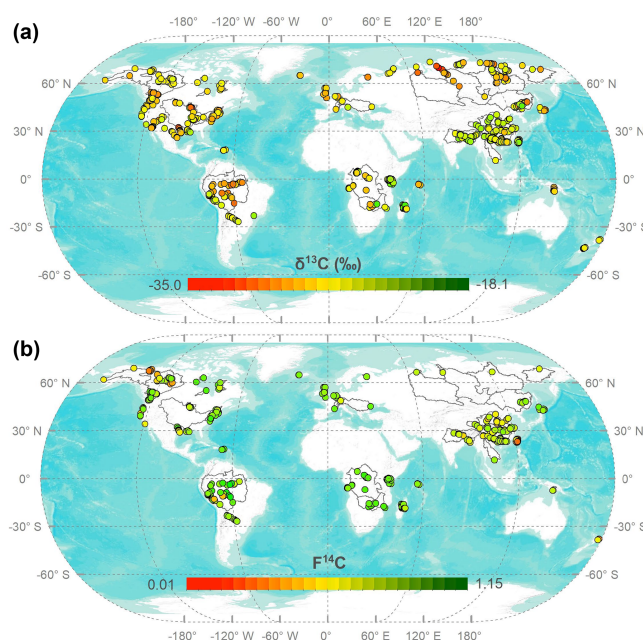 -180° -120° W -60° W 0° 60° E 120° E 180°
(a)
60° N 60° N
30° N 30° N
0° 0°
-30° S -30° S
-60° S -60° S
δ¹³C (‰)
-35.0 -18.1
(b)
60° N 60° N
30° N 30° N
0° 0°
-30° S -30° S
-60° S -60° S
F¹⁴C
0.01 1.15
-180° -120° W -60° W 0° 60° E 120° E 180°